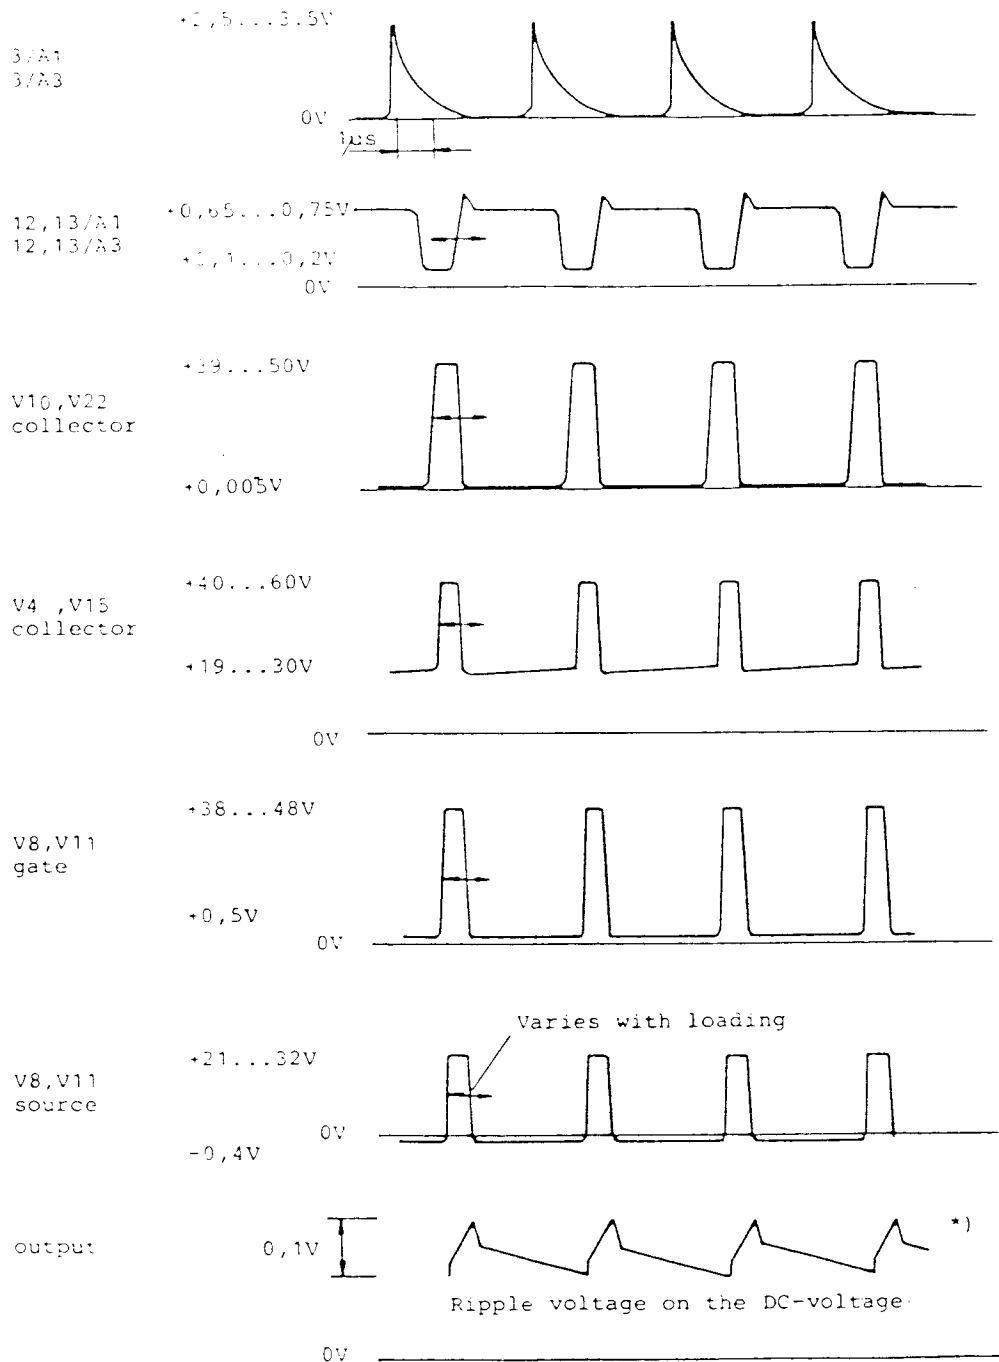 +2,5...3.5V
3/A1
3/A3
0V
1µs
12,13/A1
12,13/A3
+0,65...0,75V
+0,1...0,2V
0V
+39...50V
V10,V22
collector
+0,005V
+40...60V
V4 ,V15
collector
+19...30V
0V
+38...48V
V8,V11
gate
+0,5V
0V
Varies with loading
+21...32V
V8,V11
source
0V
-0,4V
output
0,1V
*)
Ripple voltage on the DC-voltage
0V